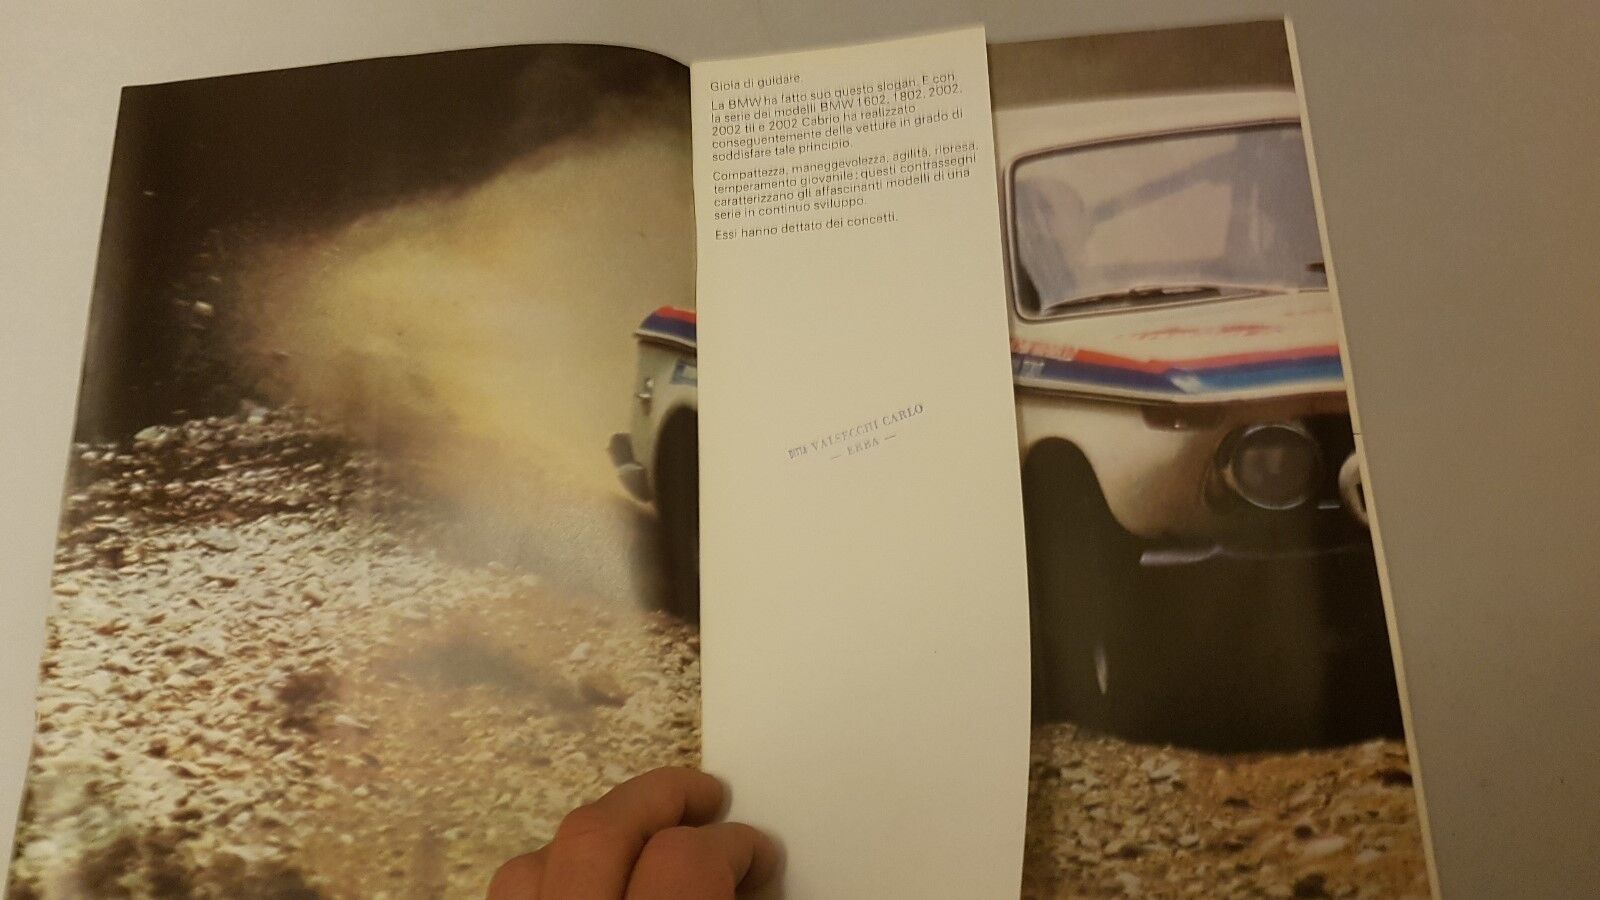 Gioia di guidare.
La BMW ha fatto suo questo slogan. E con
la serie dei modelli BMW 1602, 1802, 2002,
2002 tii e 2002 Cabrio ha realizzato
conseguentemente delle vetture in grado di
soddisfare tale principio.
Compattezza, maneggevolezza, agilità, ripresa,
temperamento giovanile: questi contrassegni
caratterizzano gli affascinanti modelli di una
serie in continuo sviluppo.
Essi hanno dettato dei concetti.
DITTA VALSECCHI CARLO
— ERBA —